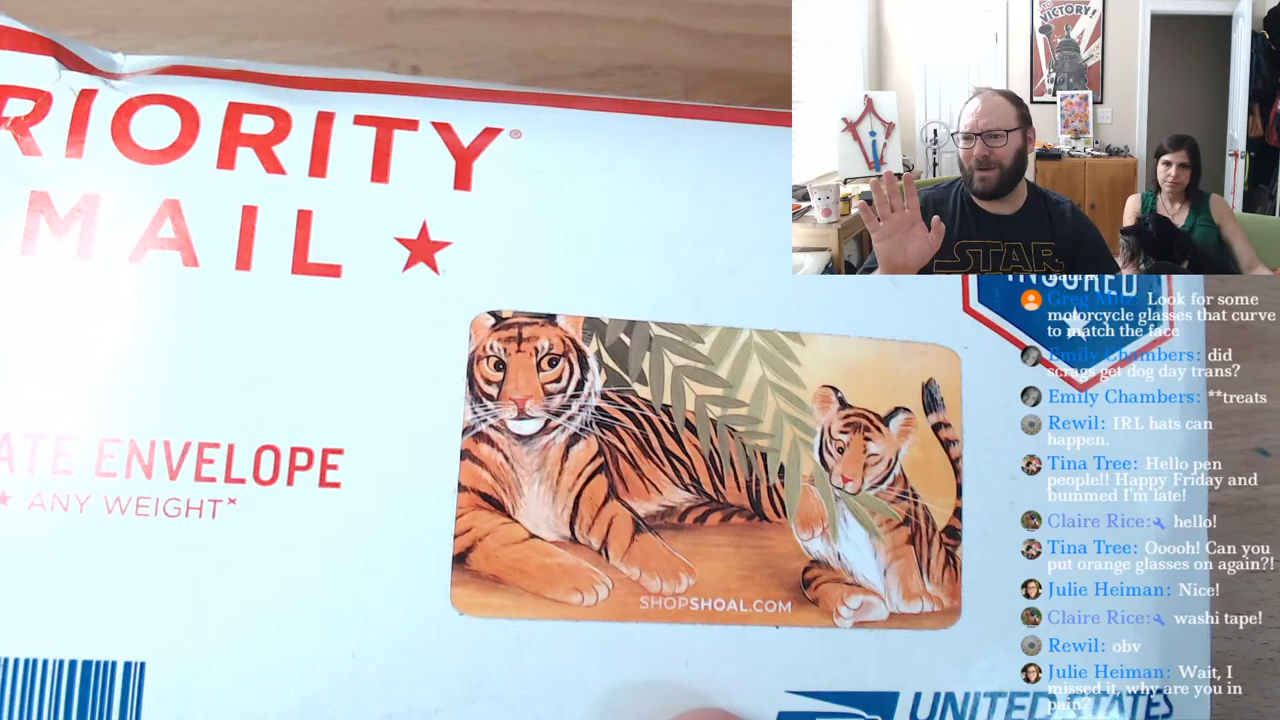 RIORITY®
MAIL ★
ATE ENVELOPE
★ ANY WEIGHT*
SHOPSHOAL.COM
UNITED STATES
INSURED
TO
VICTORY!
STAR
Look for some
motorcycle glasses that curve
to match the face
Emily Chambers: did
scrags get dog day trans?
Emily Chambers: **treats
Rewil: IRL hats can
happen.
Tina Tree: Hello pen
people!! Happy Friday and
bummed I'm late!
Claire Rice: hello!
Tina Tree: Ooooh! Can you
put orange glasses on again?!
Julie Heiman: Nice!
Claire Rice: washi tape!
Rewil: obv
Julie Heiman: Wait, I
missed it, why are you in
pain?